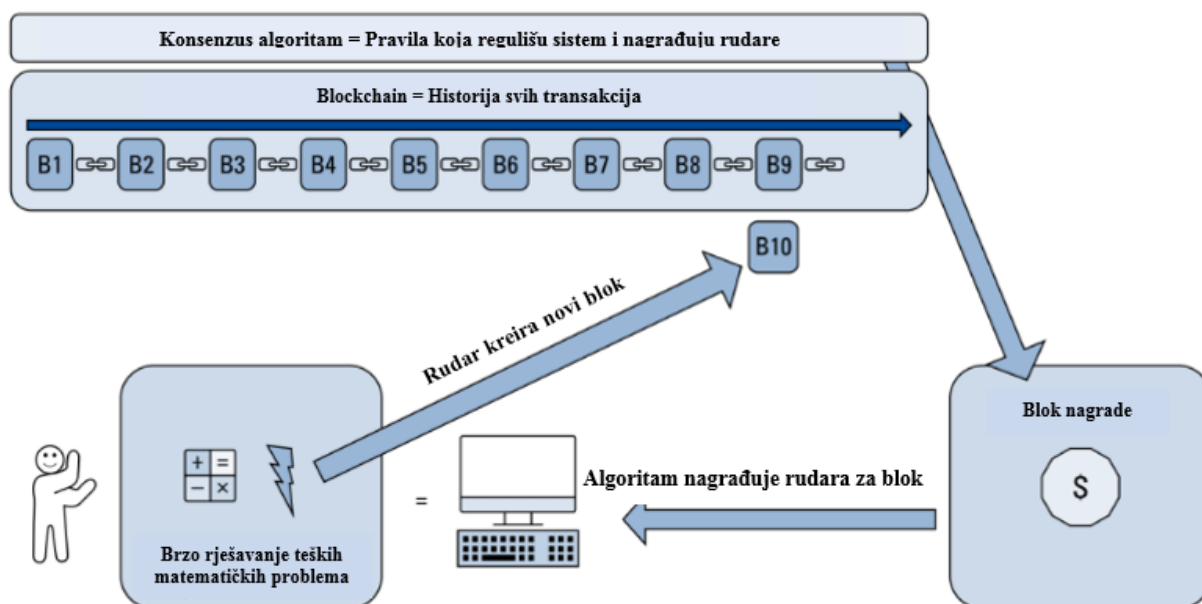 Konsenzus algoritam = Pravila koja regulišu sistem i nagrađuju rudare
Blockchain = Historija svih transakcija
B1 B2 B3 B4 B5 B6 B7 B8 B9
B10
Rudar kreira novi blok
Blok nagrade
$
Algoritam nagrađuje rudara za blok
+ =
− ×
=
Brzo rješavanje teških
matematičkih problema